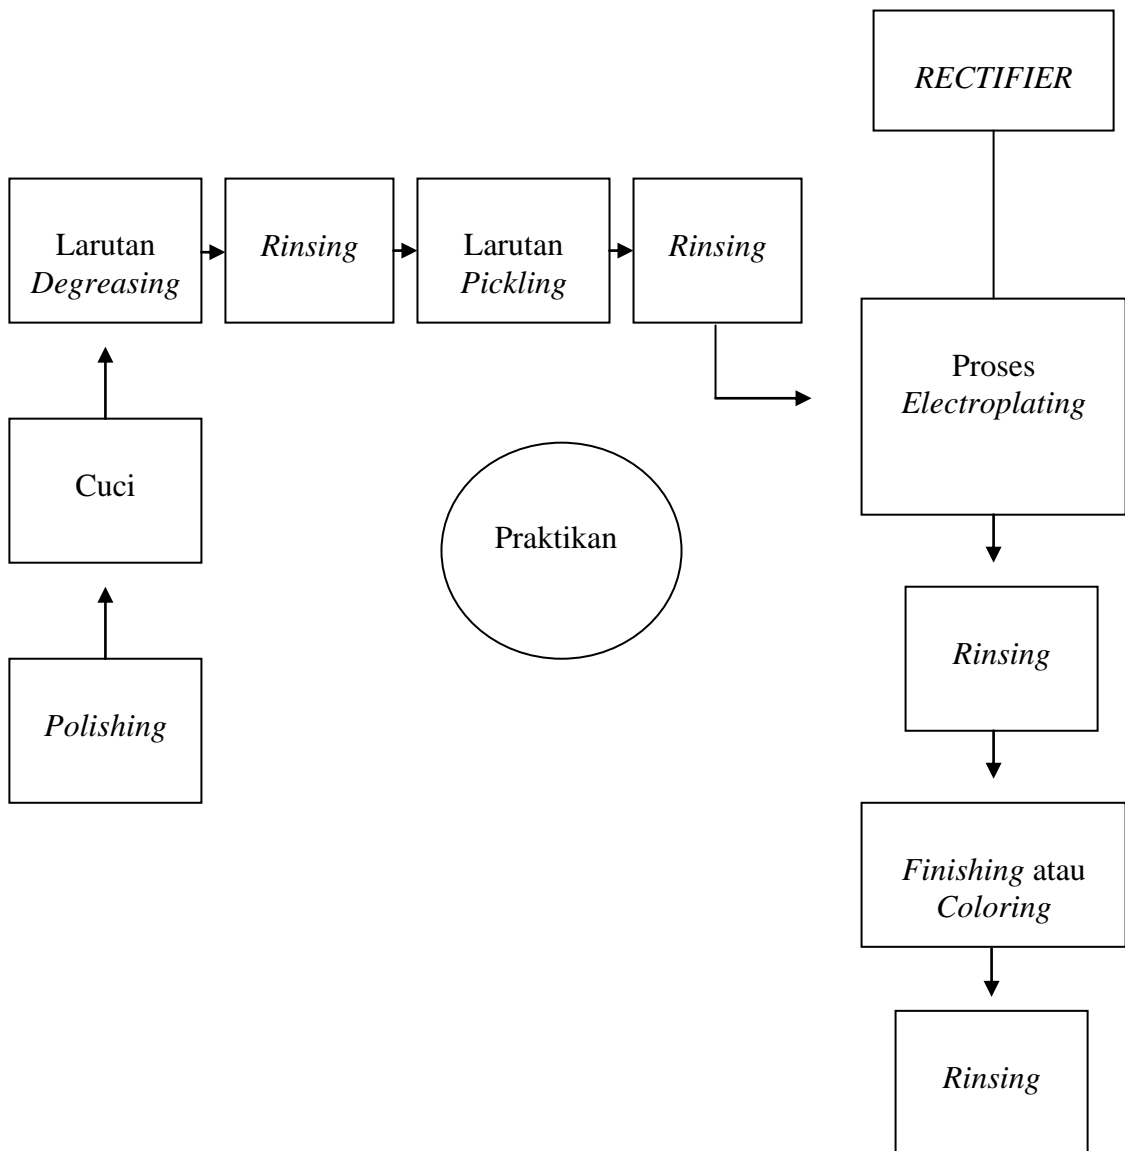 RECTIFIER
Larutan
Degreasing
Rinsing
Larutan
Pickling
Rinsing
Proses
Electroplating
Cuci
Praktikan
Rinsing
Polishing
Finishing atau
Coloring
Rinsing